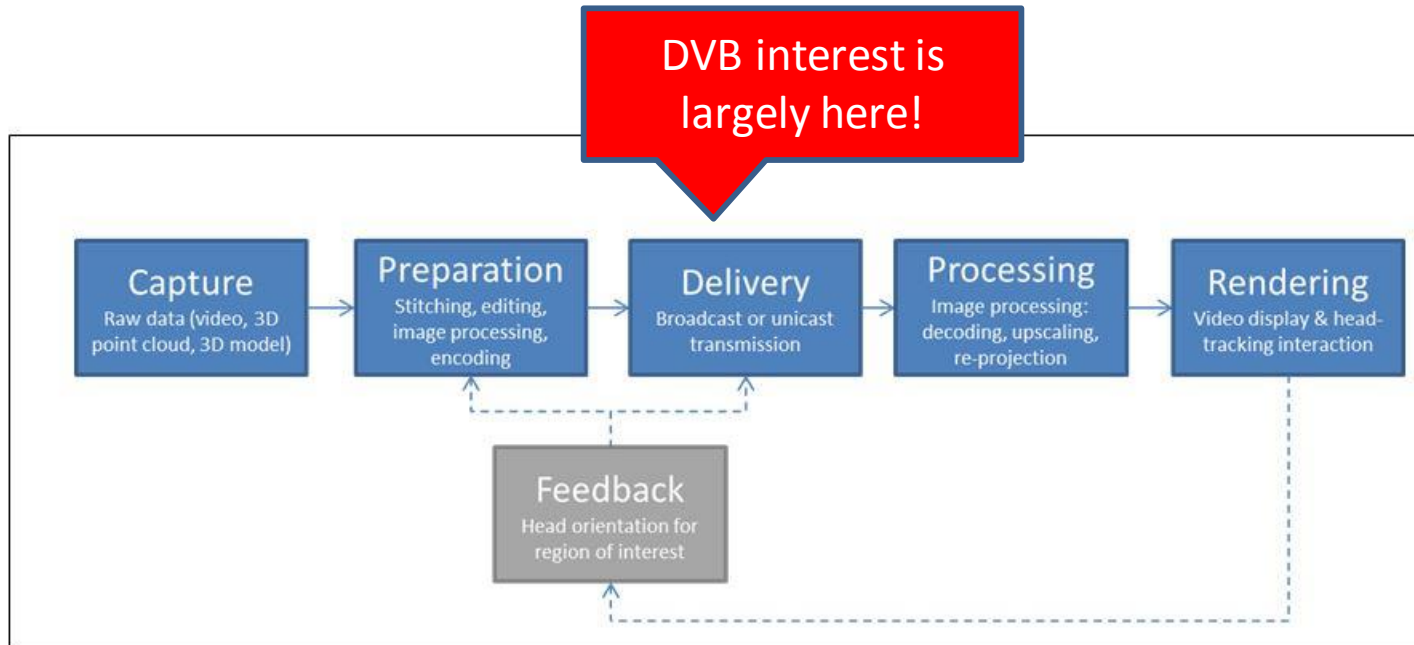 DVB interest is
largely here!
Capture
Raw data (video, 3D
point cloud, 3D model)
Preparation
Stitching, editing,
image processing,
encoding
Delivery
Broadcast or unicast
transmission
Processing
Image processing:
decoding, upscaling,
re-projection
Rendering
Video display & head-
tracking interaction
Feedback
Head orientation for
region of interest